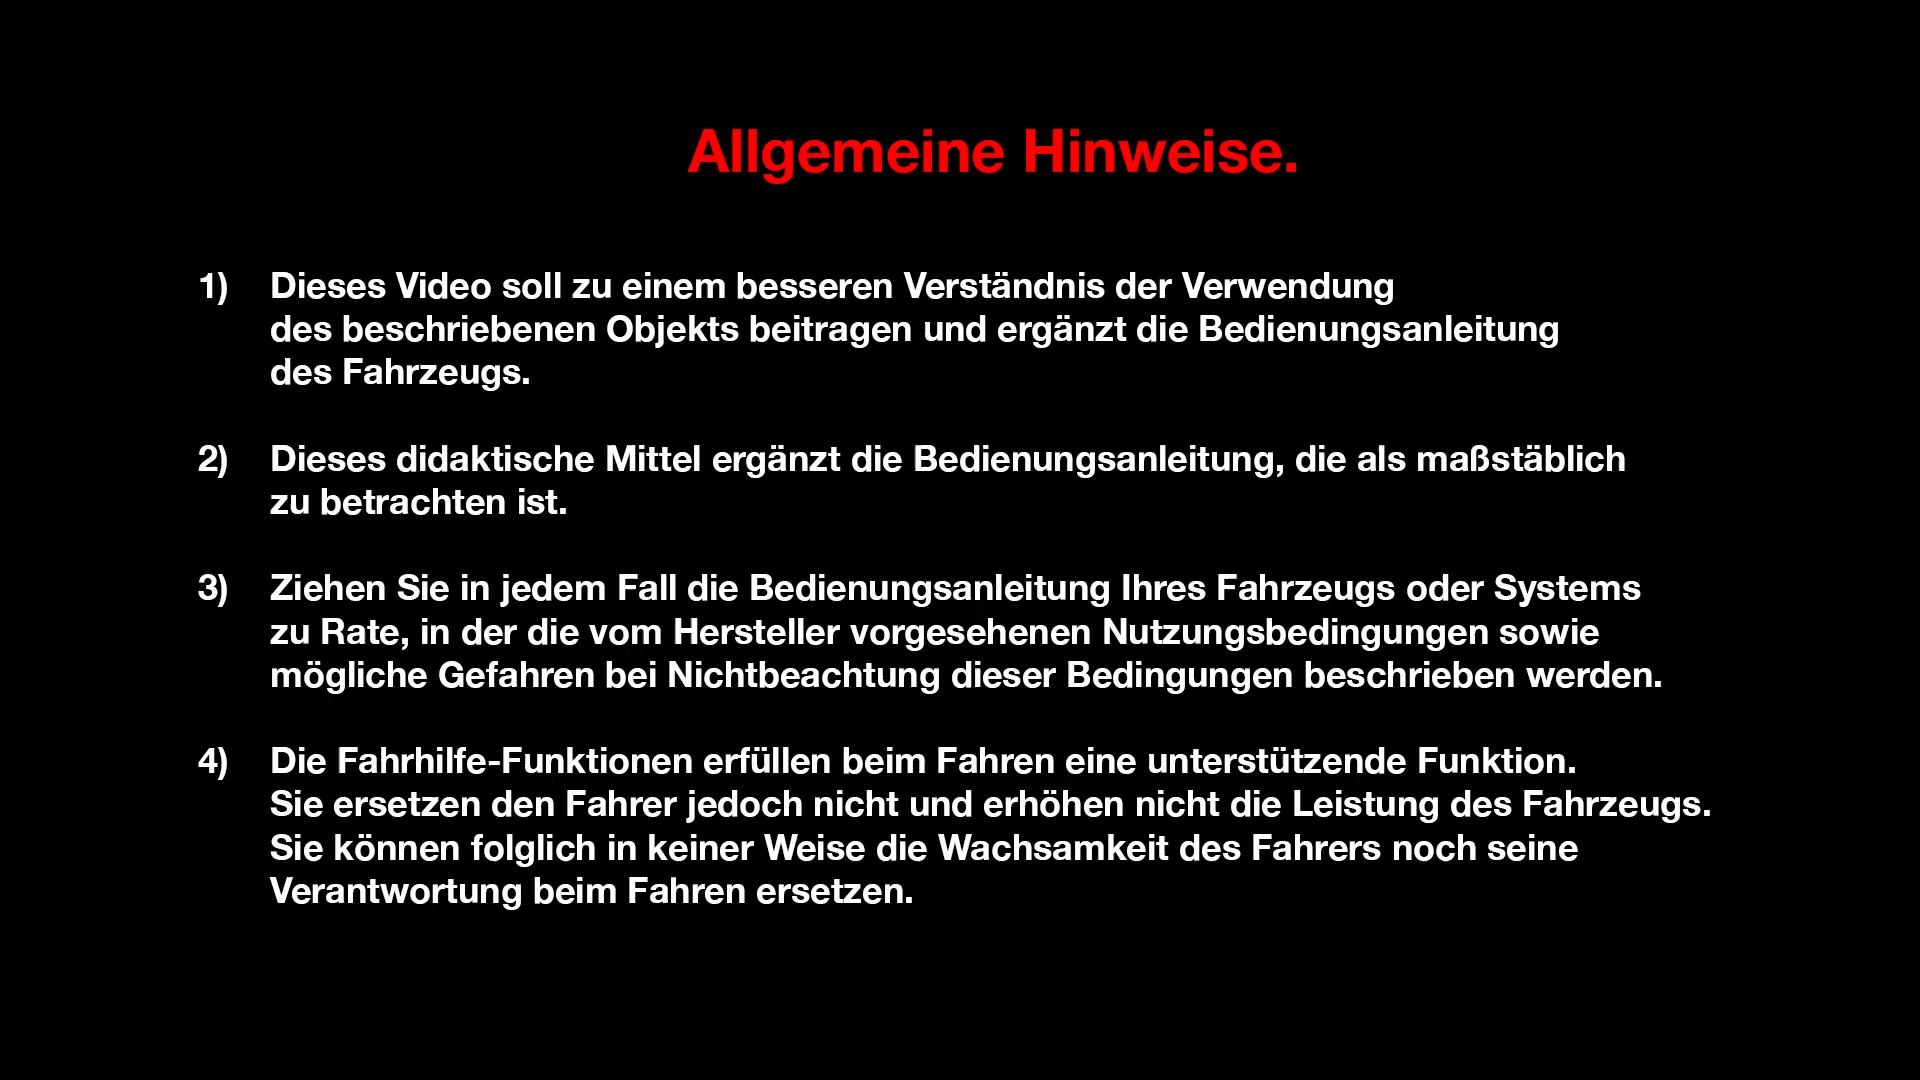 Allgemeine Hinweise.
1) Dieses Video soll zu einem besseren Verständnis der Verwendung
des beschriebenen Objekts beitragen und ergänzt die Bedienungsanleitung
des Fahrzeugs.
2) Dieses didaktische Mittel ergänzt die Bedienungsanleitung, die als maßstäblich
zu betrachten ist.
3) Ziehen Sie in jedem Fall die Bedienungsanleitung Ihres Fahrzeugs oder Systems
zu Rate, in der die vom Hersteller vorgesehenen Nutzungsbedingungen sowie
mögliche Gefahren bei Nichtbeachtung dieser Bedingungen beschrieben werden.
4) Die Fahrhilfe-Funktionen erfüllen beim Fahren eine unterstützende Funktion.
Sie ersetzen den Fahrer jedoch nicht und erhöhen nicht die Leistung des Fahrzeugs.
Sie können folglich in keiner Weise die Wachsamkeit des Fahrers noch seine
Verantwortung beim Fahren ersetzen.